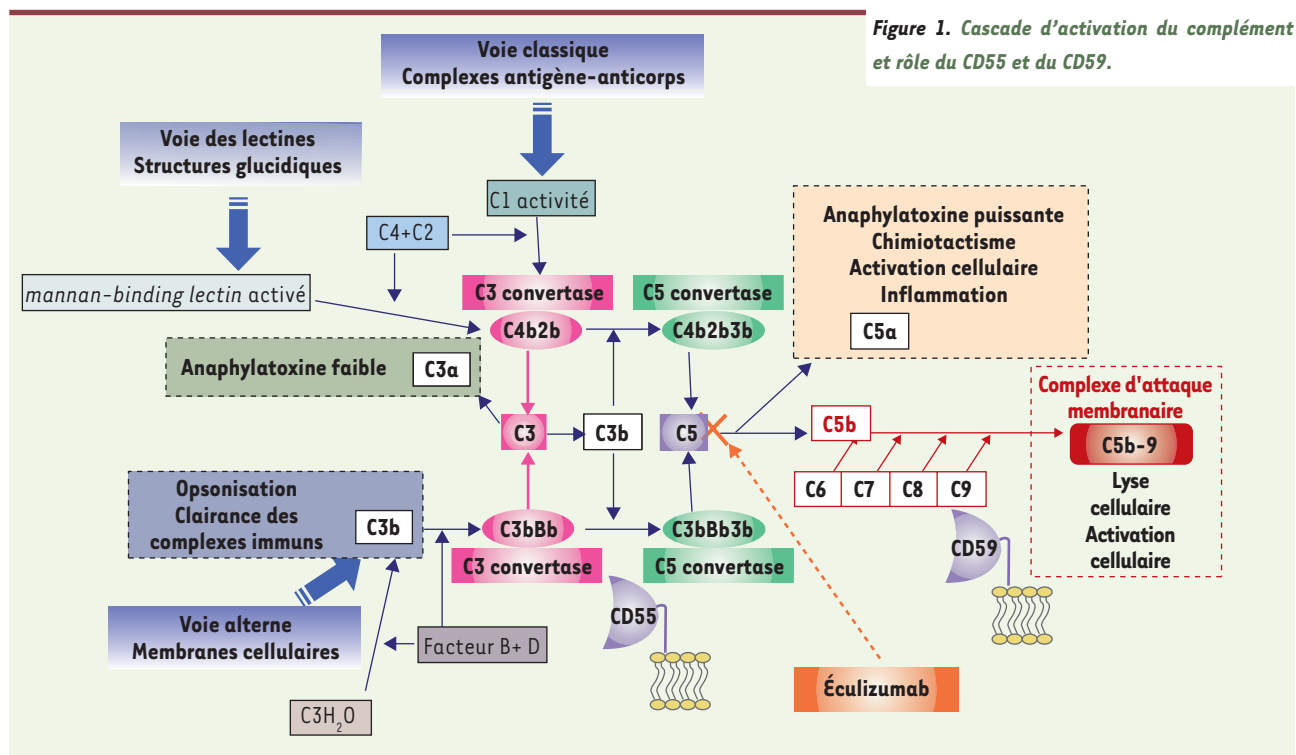 Figure 1. Cascade d'activation du complément
et rôle du CD55 et du CD59.
Voie classique
Complexes antigène-anticorps
Voie des lectines
Structures glucidiques
C1 activité
C4+C2
mannan-binding lectin activé
C3 convertase
C5 convertase
C4b2b
C4b2b3b
Anaphylatoxine puissante
Chimiotactisme
Activation cellulaire
Inflammation
C5a
Anaphylatoxine faible
C3a
C3
C3b
C5
C5b
Complexe d'attaque
membranaire
C5b-9
Lyse
cellulaire
Activation
cellulaire
C6
C7
C8
C9
CD59
Opsonisation
Clairance des
complexes immuns
C3b
C3bBb
C3bBb3b
C3 convertase
C5 convertase
CD55
Voie alterne
Membranes cellulaires
Facteur B+ D
C3H2O
Éculizumab